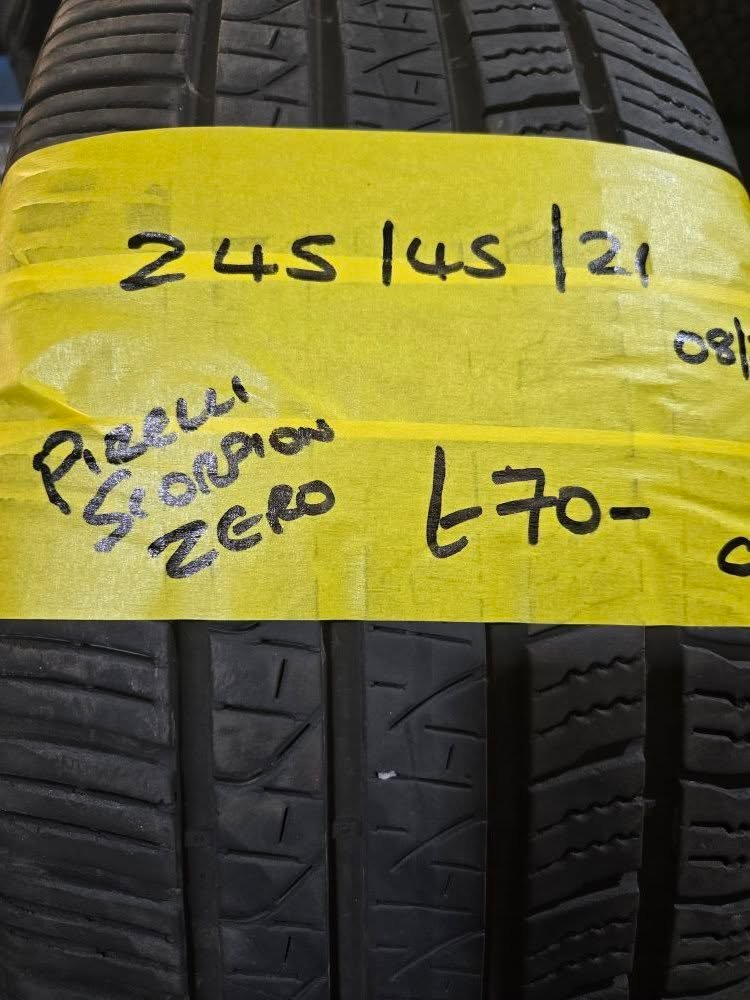 245/45/21
08/
PIRELLI
SCORPION
ZERO
£70-